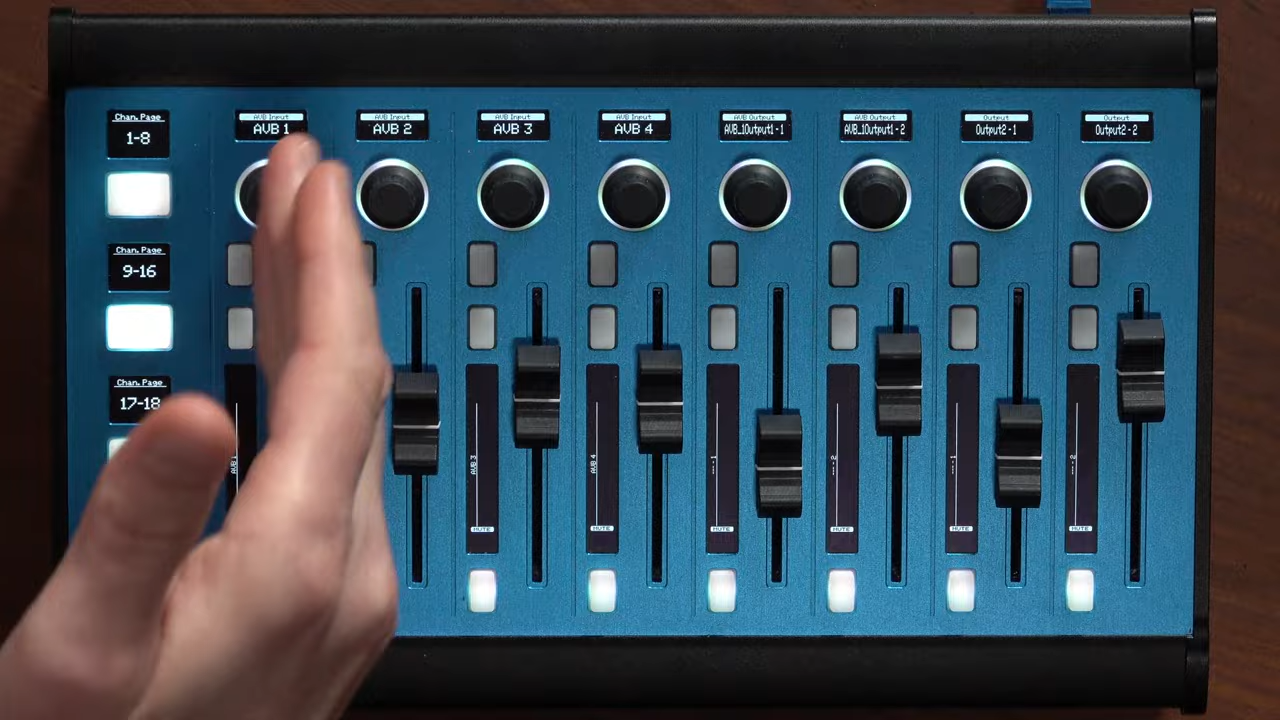 Chan. Page
1-8
AVB Input
AVB 1
AVB Input
AVB 2
AVB Input
AVB 3
AVB Input
AVB 4
AVB Output
AVB_1Output1-1
AVB Output
AVB_1Output1-2
Output
Output2-1
Output
Output2-2
Chan. Page
9-16
Chan. Page
17-18
AVB 3
AVB 4
MUTE
MUTE
MUTE
MUTE
MUTE
MUTE